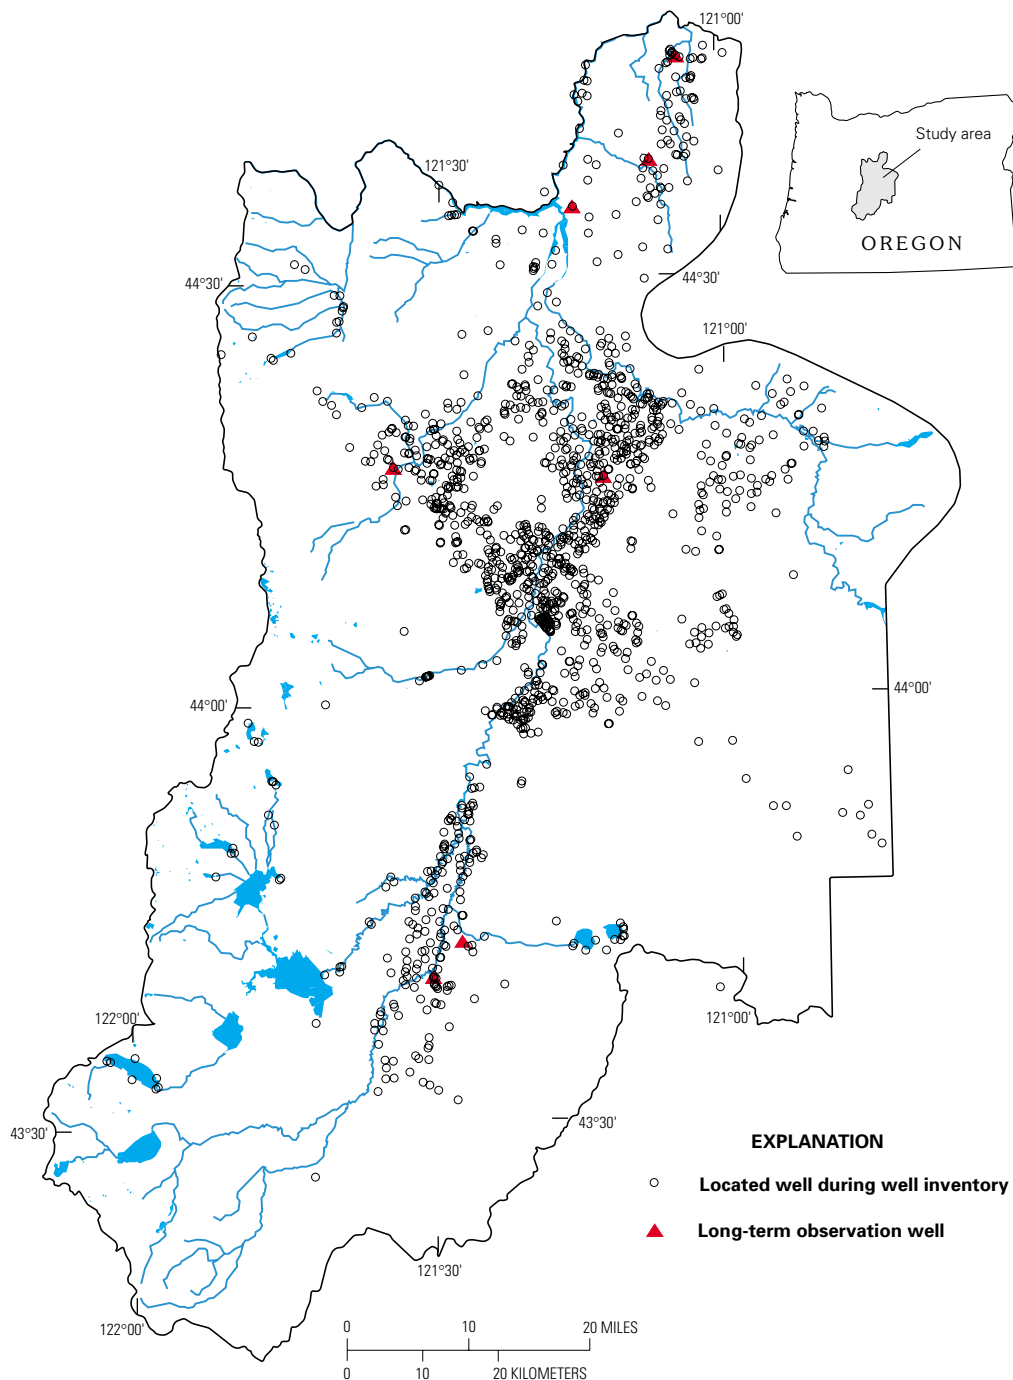 121°00'
Study area
121°30'
OREGON
44°30'
44°30'
121°00'
44°00'
44°00'
122°00'
121°00'
43°30'
43°30'
EXPLANATION
Located well during well inventory
Long-term observation well
121°30'
122°00'
0 10 20 MILES
0 10 20 KILOMETERS